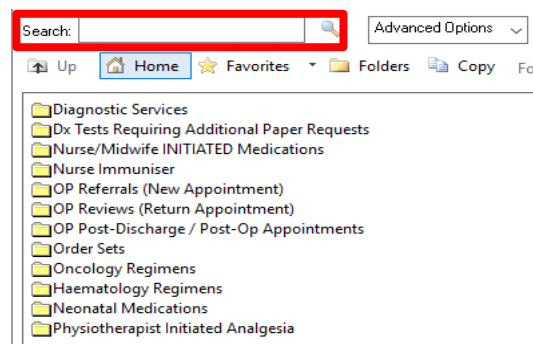 Search:
Advanced Options
Up Home Favorites Folders Copy Fo
Diagnostic Services
Dx Tests Requiring Additional Paper Requests
Nurse/Midwife INITIATED Medications
Nurse Immuniser
OP Referrals (New Appointment)
OP Reviews (Return Appointment)
OP Post-Discharge / Post-Op Appointments
Order Sets
Oncology Regimens
Haematology Regimens
Neonatal Medications
Physiotherapist Initiated Analgesia